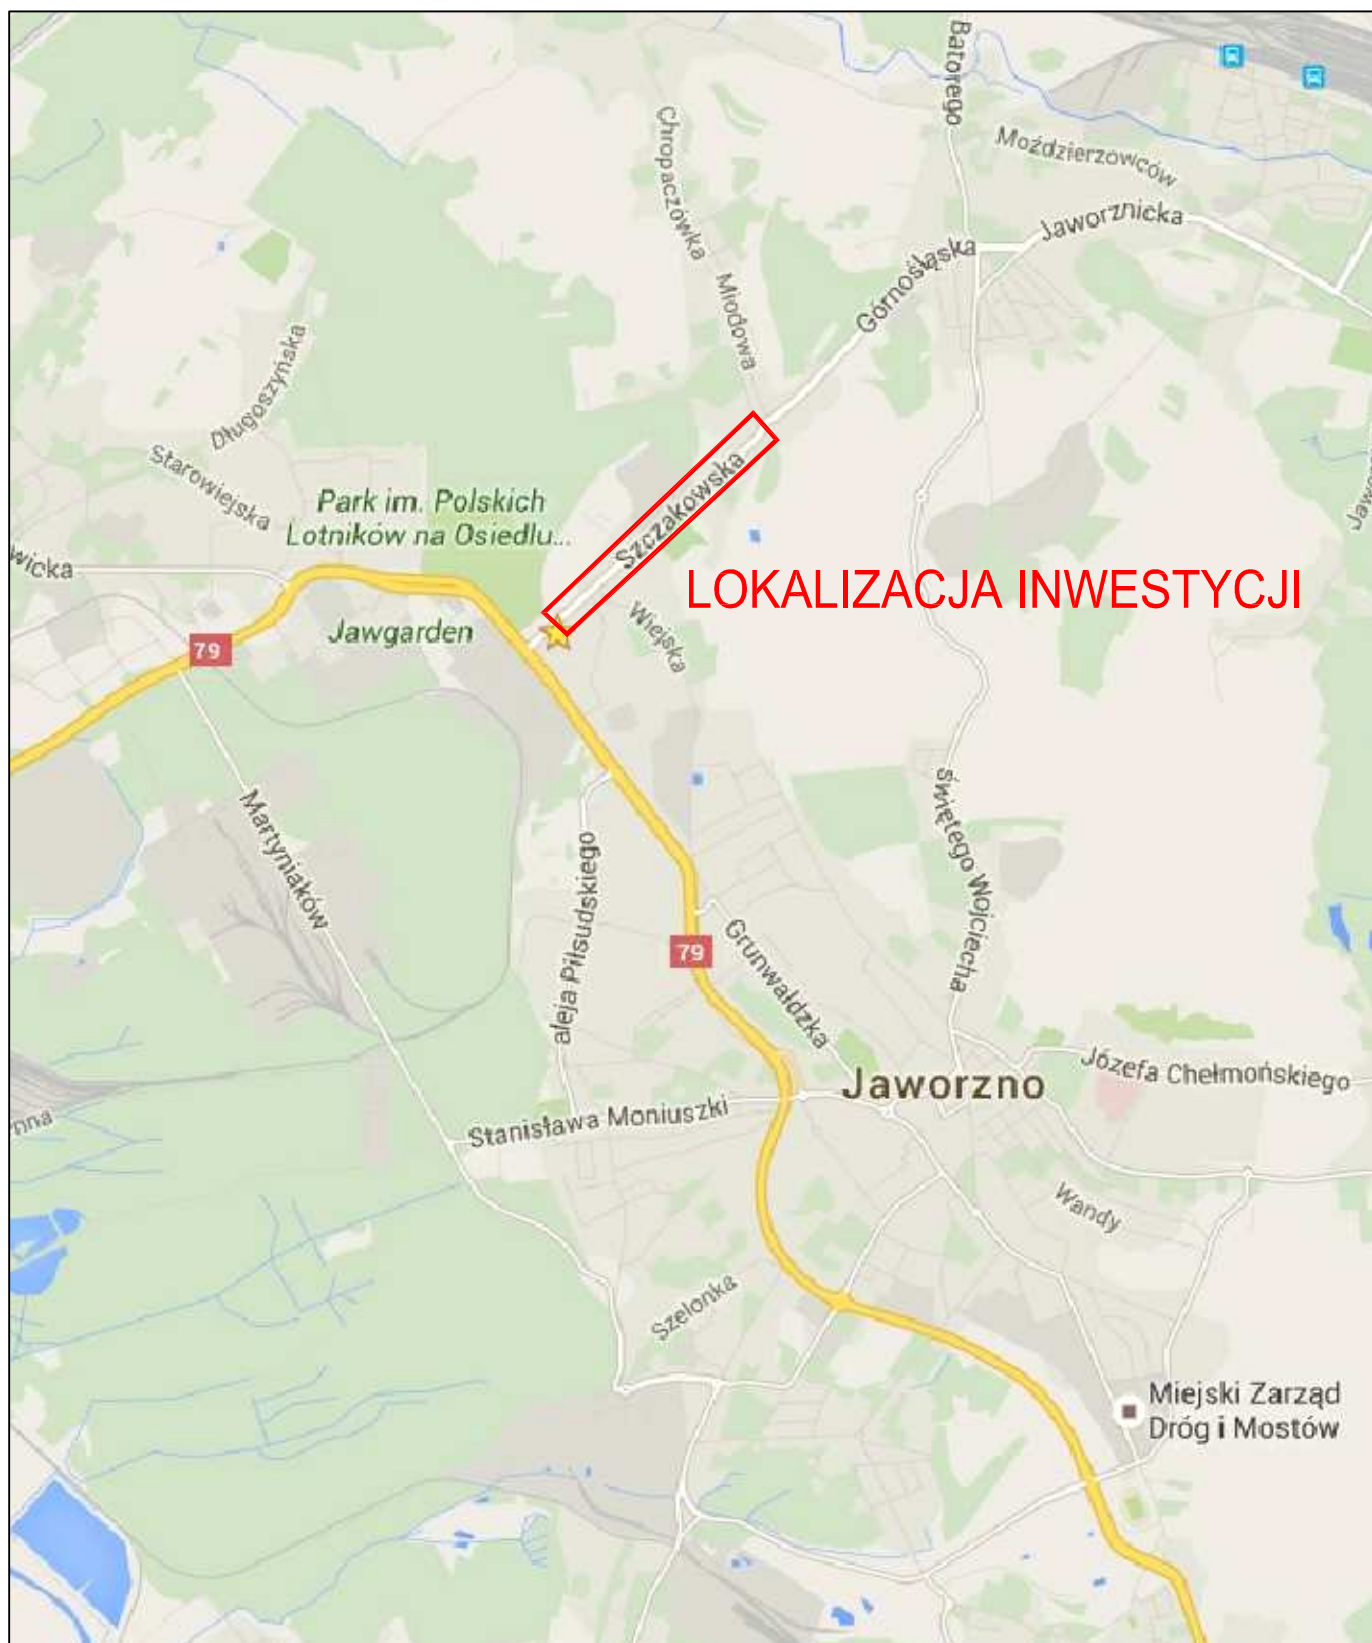 Batorego
Moździerzowców
Chropaczówka
Jaworznicka
Górnośląska
Miodowa
Długoszyńska
Starowiejska
Szczakowska
Park im. Polskich
Lotników na Osiedlu...
wicka
LOKALIZACJA INWESTYCJI
Jawgarden
Wiejska
79
Martyniaków
Świętego Wojciecha
aleja Piłsudskiego
Grunwaldzka
79
Józefa Chełmońskiego
Jaworzno
Stanisława Moniuszki
nna
Wandy
Szelonka
Miejski Zarząd
Dróg i Mostów